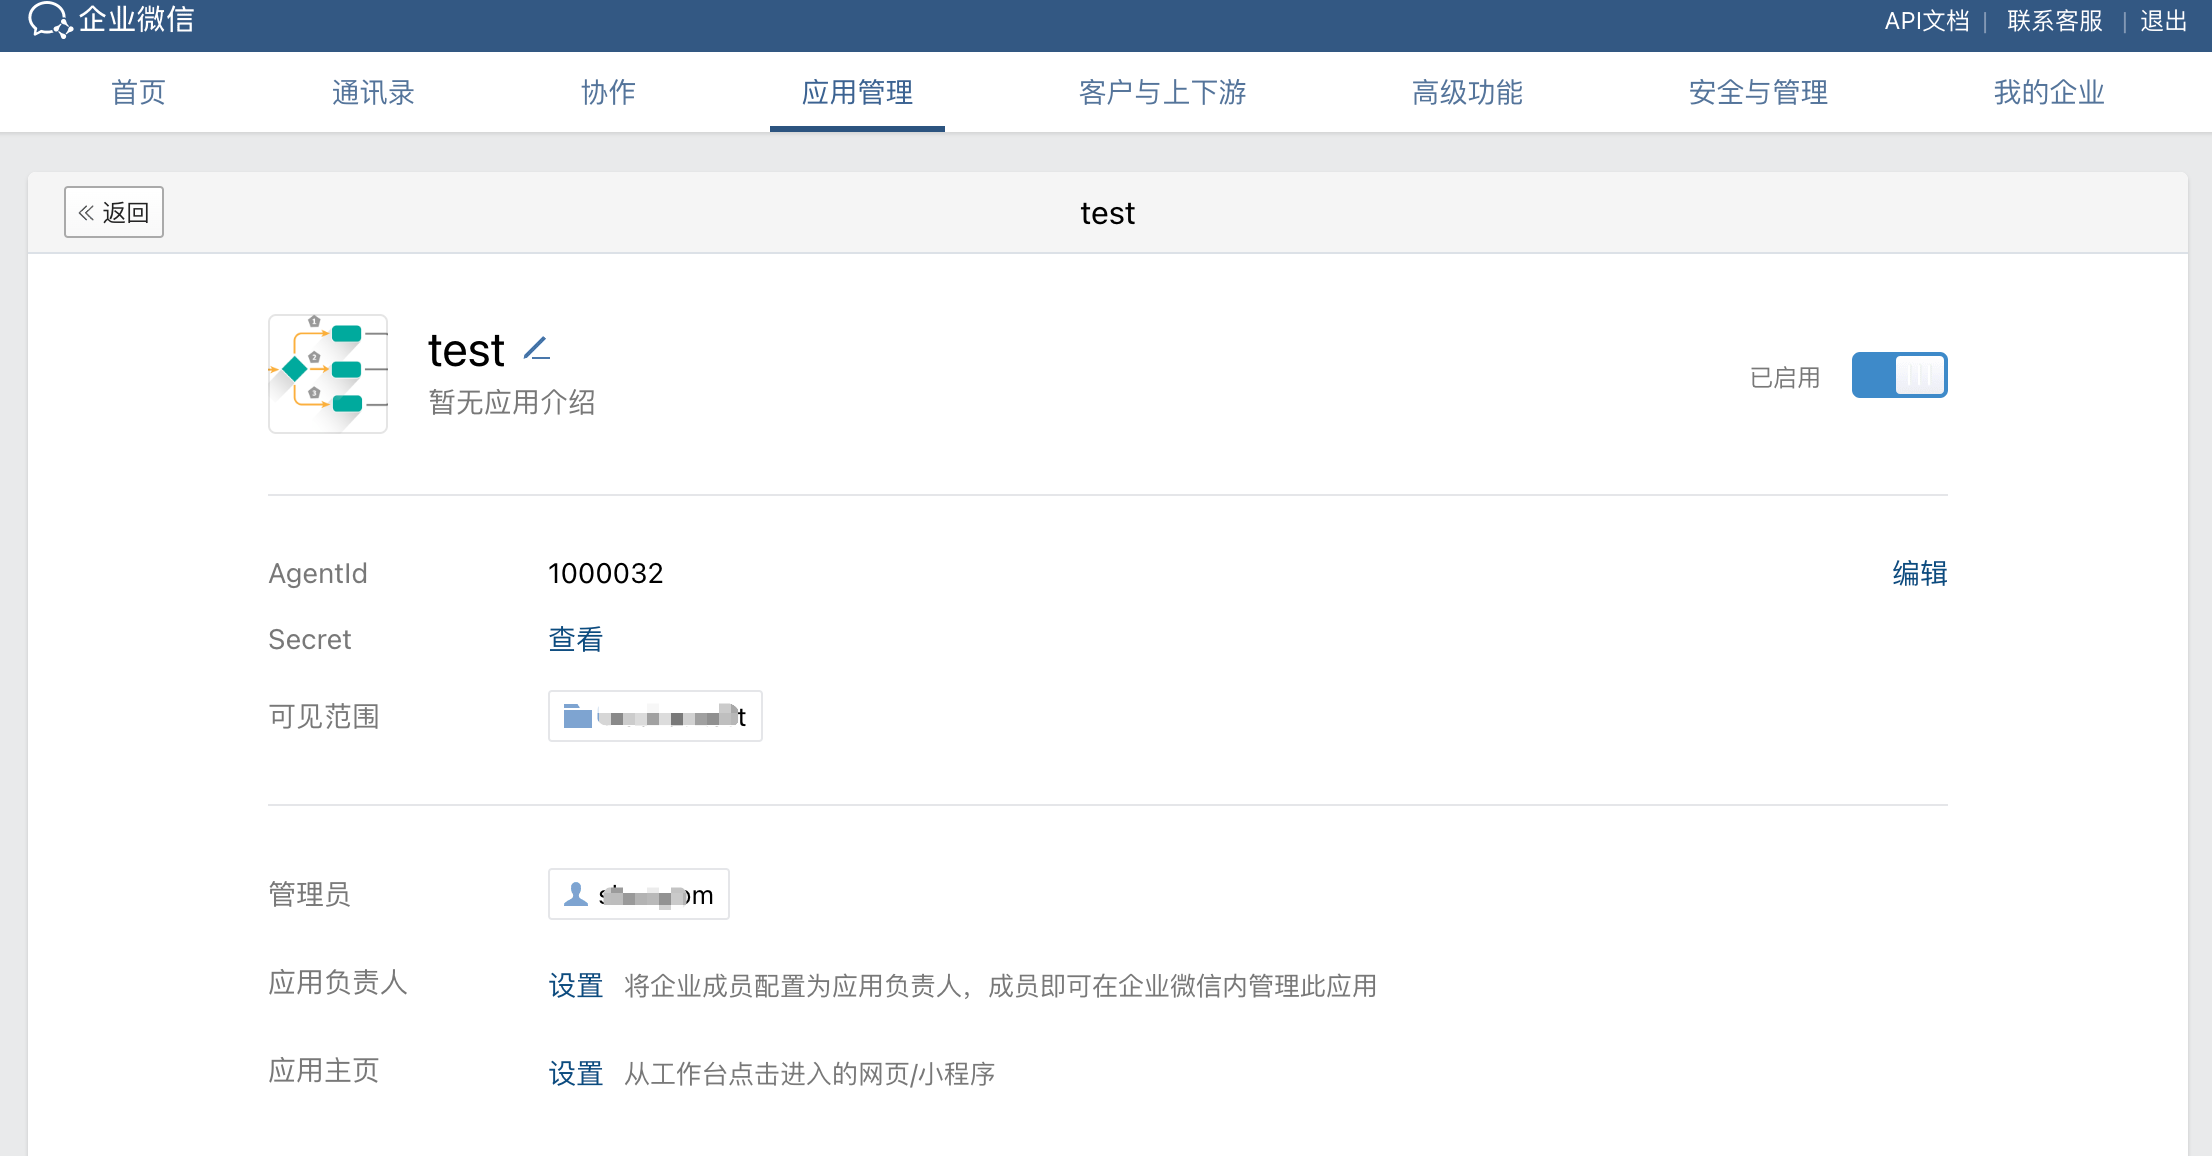 企业微信
API文档 | 联系客服 | 退出
首页 通讯录 协作 应用管理 客户与上下游 高级功能 安全与管理 我的企业
« 返回
test
1
2
3
test
暂无应用介绍
已启用
AgentId 1000032 编辑
Secret 查看
可见范围
管理员
应用负责人 设置 将企业成员配置为应用负责人，成员即可在企业微信内管理此应用
应用主页 设置 从工作台点击进入的网页/小程序